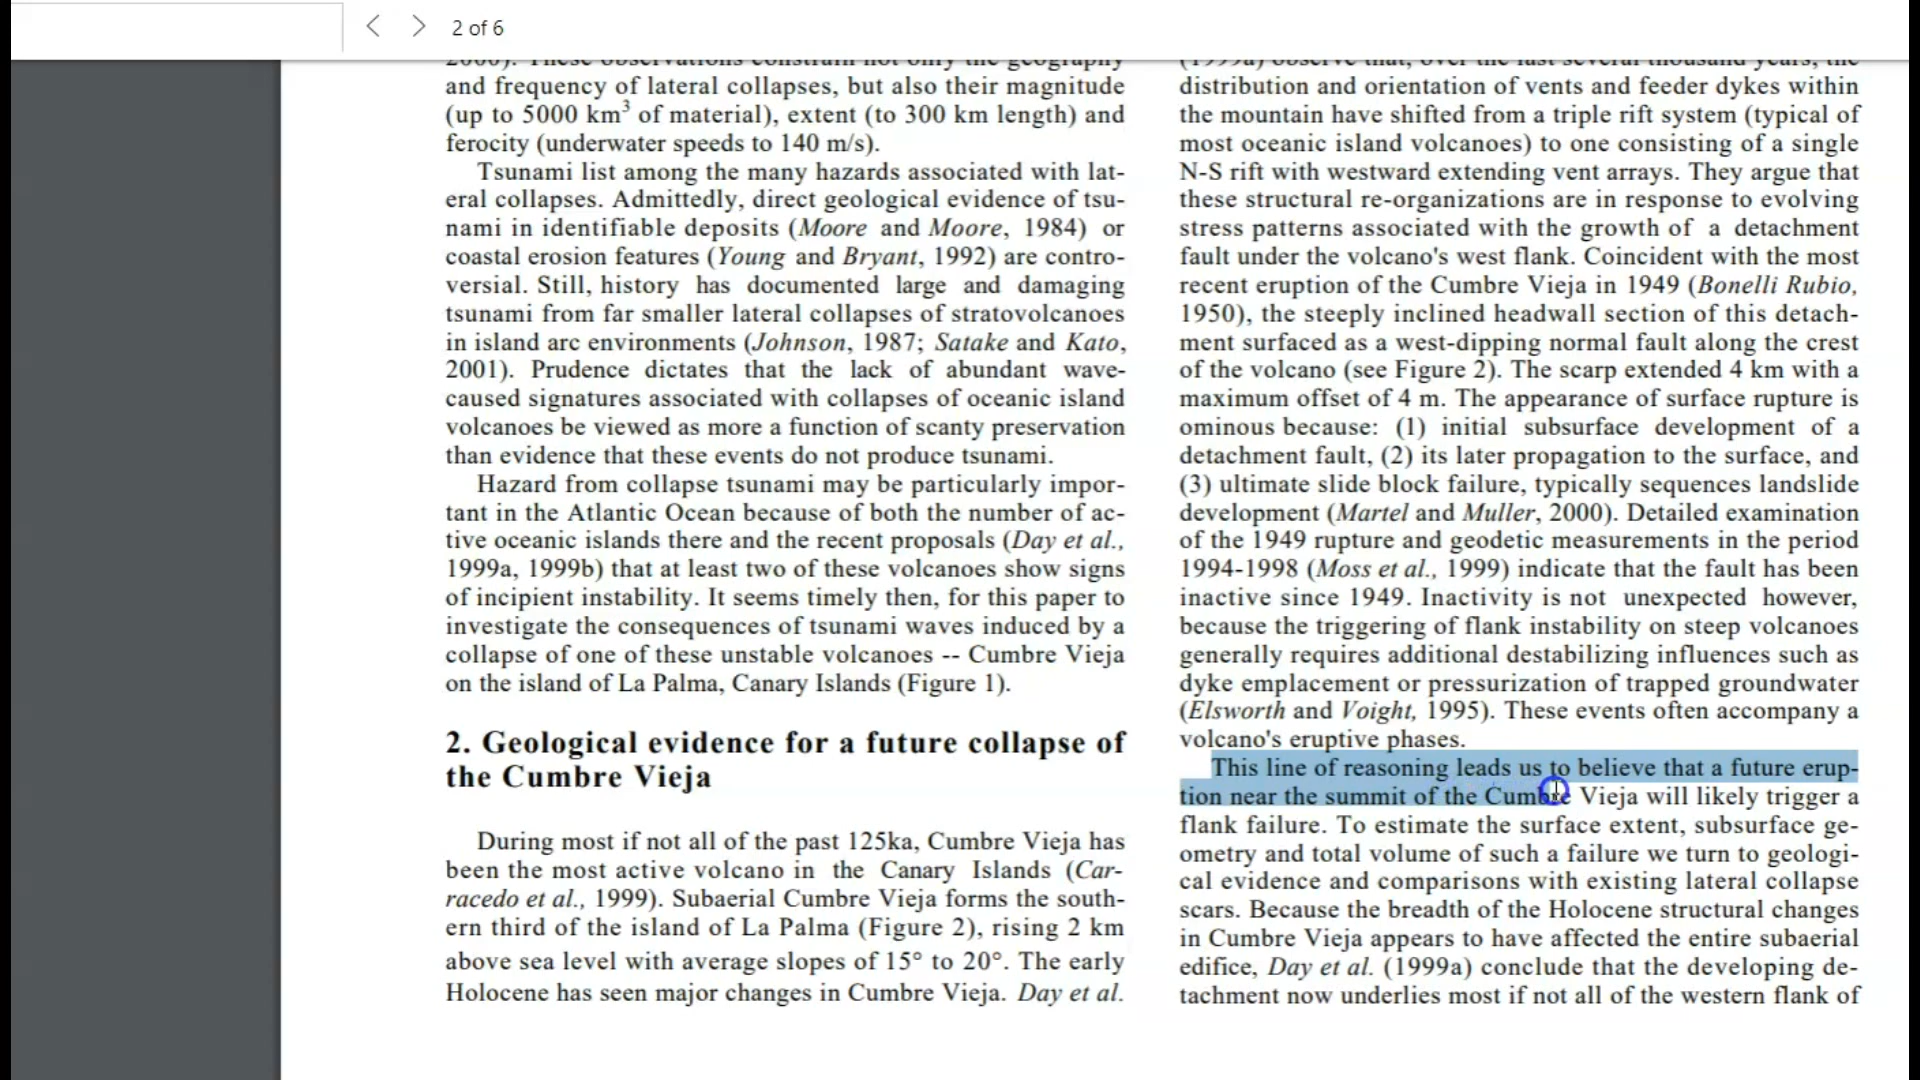 2 of 6
2000). These observations constrain not only the geography
and frequency of lateral collapses, but also their magnitude
(up to 5000 km3 of material), extent (to 300 km length) and
ferocity (underwater speeds to 140 m/s).
Tsunami list among the many hazards associated with lat-
eral collapses. Admittedly, direct geological evidence of tsu-
nami in identifiable deposits (Moore and Moore, 1984) or
coastal erosion features (Young and Bryant, 1992) are contro-
versial. Still, history has documented large and damaging
tsunami from far smaller lateral collapses of stratovolcanoes
in island arc environments (Johnson, 1987; Satake and Kato,
2001). Prudence dictates that the lack of abundant wave-
caused signatures associated with collapses of oceanic island
volcanoes be viewed as more a function of scanty preservation
than evidence that these events do not produce tsunami.
Hazard from collapse tsunami may be particularly impor-
tant in the Atlantic Ocean because of both the number of ac-
tive oceanic islands there and the recent proposals (Day et al.,
1999a, 1999b) that at least two of these volcanoes show signs
of incipient instability. It seems timely then, for this paper to
investigate the consequences of tsunami waves induced by a
collapse of one of these unstable volcanoes -- Cumbre Vieja
on the island of La Palma, Canary Islands (Figure 1).
2. Geological evidence for a future collapse of
the Cumbre Vieja
During most if not all of the past 125ka, Cumbre Vieja has
been the most active volcano in the Canary Islands (Car-
racedo et al., 1999). Subaerial Cumbre Vieja forms the south-
ern third of the island of La Palma (Figure 2), rising 2 km
above sea level with average slopes of 15° to 20°. The early
Holocene has seen major changes in Cumbre Vieja. Day et al.
(1999a) observe that, over the last several thousand years, the
distribution and orientation of vents and feeder dykes within
the mountain have shifted from a triple rift system (typical of
most oceanic island volcanoes) to one consisting of a single
N-S rift with westward extending vent arrays. They argue that
these structural re-organizations are in response to evolving
stress patterns associated with the growth of a detachment
fault under the volcano's west flank. Coincident with the most
recent eruption of the Cumbre Vieja in 1949 (Bonelli Rubio,
1950), the steeply inclined headwall section of this detach-
ment surfaced as a west-dipping normal fault along the crest
of the volcano (see Figure 2). The scarp extended 4 km with a
maximum offset of 4 m. The appearance of surface rupture is
ominous because: (1) initial subsurface development of a
detachment fault, (2) its later propagation to the surface, and
(3) ultimate slide block failure, typically sequences landslide
development (Martel and Muller, 2000). Detailed examination
of the 1949 rupture and geodetic measurements in the period
1994-1998 (Moss et al., 1999) indicate that the fault has been
inactive since 1949. Inactivity is not unexpected however,
because the triggering of flank instability on steep volcanoes
generally requires additional destabilizing influences such as
dyke emplacement or pressurization of trapped groundwater
(Elsworth and Voight, 1995). These events often accompany a
volcano's eruptive phases.
This line of reasoning leads us to believe that a future erup-
tion near the summit of the Cumbre Vieja will likely trigger a
flank failure. To estimate the surface extent, subsurface ge-
ometry and total volume of such a failure we turn to geologi-
cal evidence and comparisons with existing lateral collapse
scars. Because the breadth of the Holocene structural changes
in Cumbre Vieja appears to have affected the entire subaerial
edifice, Day et al. (1999a) conclude that the developing de-
tachment now underlies most if not all of the western flank of